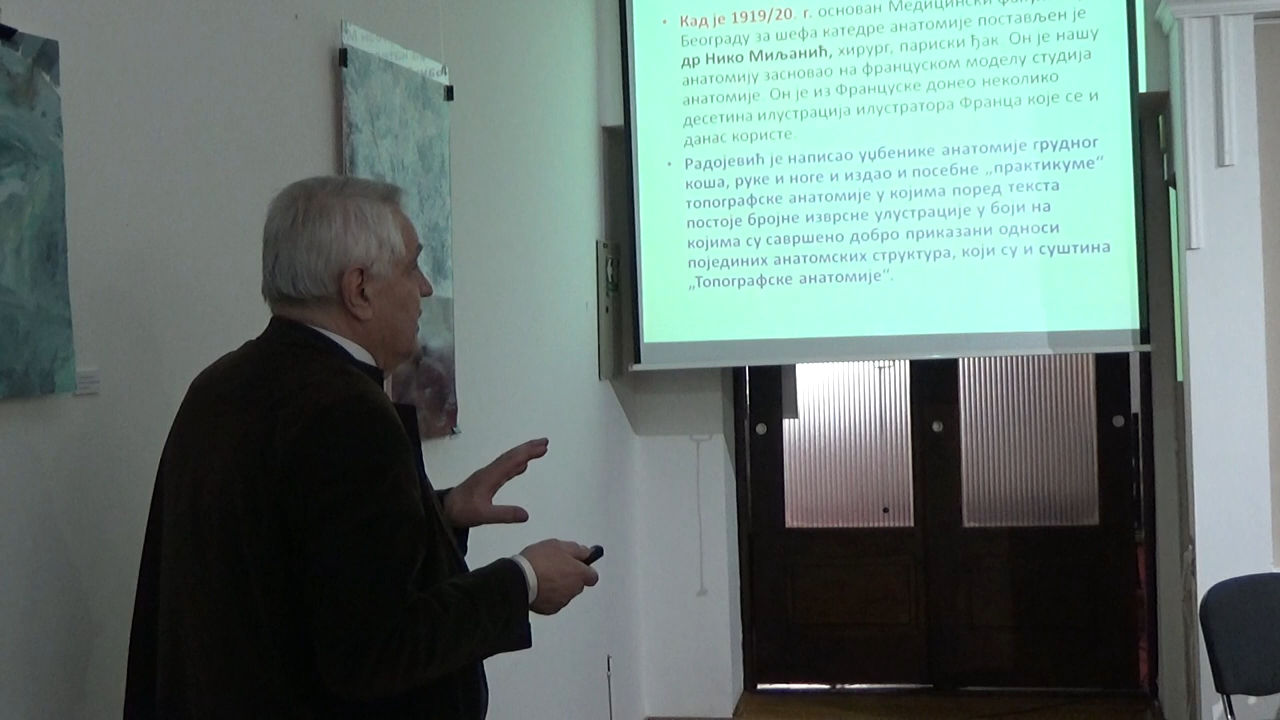 • Кад је 1919/20. г. основан Медицински
Београду за шефа катедре анатомије постављен је
др Нико Миљанић, хирург, париски ђак. Он је нашу
анатомију засновао на француском моделу студија
анатомије. Он је из Француске донео неколико
десетина илустрација илустратора Франца које се и
данас користе.
• Радојевић је написао уџбенике анатомије грудног
коша, руке и ноге и издао и посебне „практикуме“
топографске анатомије у којима поред текста
постоје бројне изврсне улустрације у боји на
којима су савршено добро приказани односи
појединих анатомских структура, који су и суштина
„Топографске анатомије“.